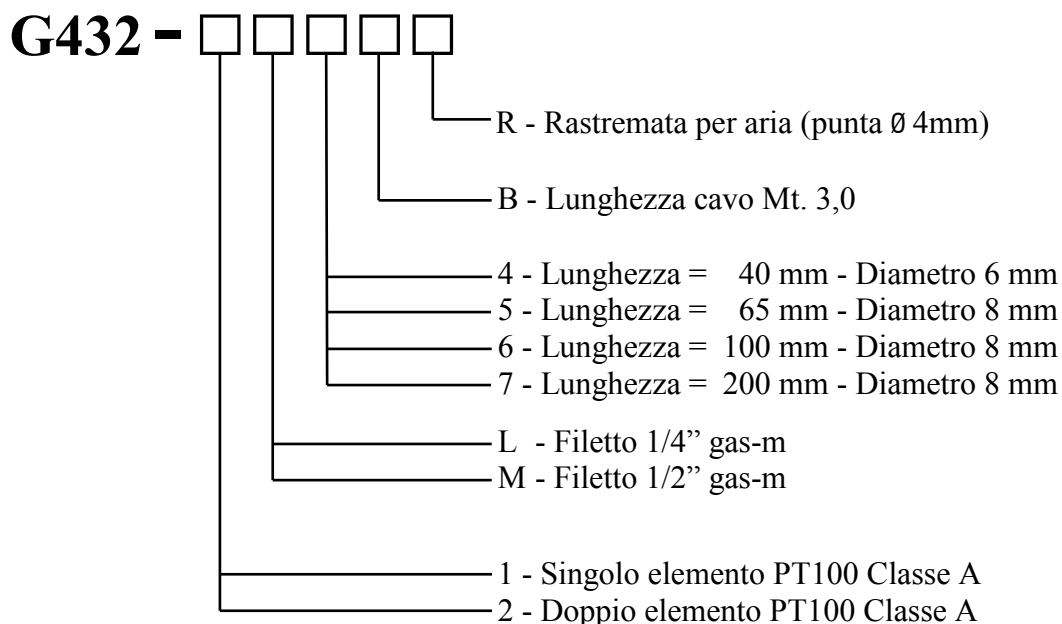 G432 -
R - Rastremata per aria (punta Ø 4mm)
B - Lunghezza cavo Mt. 3,0
4 - Lunghezza = 40 mm - Diametro 6 mm
5 - Lunghezza = 65 mm - Diametro 8 mm
6 - Lunghezza = 100 mm - Diametro 8 mm
7 - Lunghezza = 200 mm - Diametro 8 mm
L - Filetto 1/4” gas-m
M - Filetto 1/2” gas-m
1 - Singolo elemento PT100 Classe A
2 - Doppio elemento PT100 Classe A